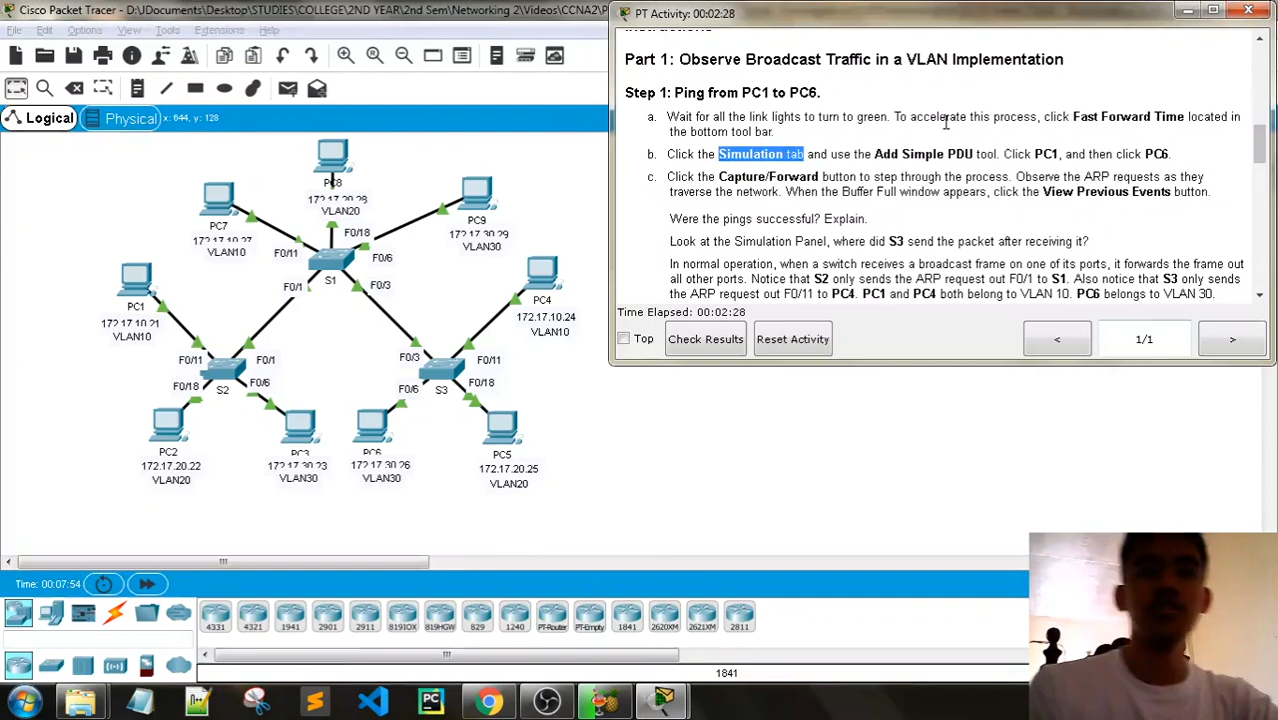 Cisco Packet Tracer - D:\JDocuments\Desktop\STUDIES\COLLEGE\2ND YEAR\2nd Sem\Networking 2\Videos\CCNA2\P
File Edit Options View Tools Extensions Help
Logical
Physical x: 644, y: 128
PC8
172.17.20.28
VLAN20
PC7
172.17.10.27
VLAN10
PC9
172.17.30.29
VLAN30
F0/18
F0/11
F0/6
S1
F0/1
F0/3
PC1
172.17.10.21
VLAN10
PC4
172.17.10.24
VLAN10
F0/11
F0/1
F0/3
F0/11
F0/18
F0/6
S2
F0/6
F0/18
S3
PC2
172.17.20.22
VLAN20
PC3
172.17.30.23
VLAN30
PC6
172.17.30.26
VLAN30
PC5
172.17.20.25
VLAN20
PT Activity: 00:02:28
Part 1: Observe Broadcast Traffic in a VLAN Implementation
Step 1: Ping from PC1 to PC6.
a. Wait for all the link lights to turn to green. To accelerate this process, click Fast Forward Time located in
the bottom tool bar.
b. Click the Simulation tab and use the Add Simple PDU tool. Click PC1, and then click PC6.
c. Click the Capture/Forward button to step through the process. Observe the ARP requests as they
traverse the network. When the Buffer Full window appears, click the View Previous Events button.
Were the pings successful? Explain.
Look at the Simulation Panel, where did S3 send the packet after receiving it?
In normal operation, when a switch receives a broadcast frame on one of its ports, it forwards the frame out
all other ports. Notice that S2 only sends the ARP request out F0/1 to S1. Also notice that S3 only sends
the ARP request out F0/11 to PC4. PC1 and PC4 both belong to VLAN 10. PC6 belongs to VLAN 30.
Time Elapsed: 00:02:28
Top Check Results Reset Activity < 1/1 >
Time: 00:07:54
4331 4321 1941 2901 2911 819IOX 819HGW 829 1240 PT-Router PT-Empty 1841 2620XM 2621XM 2811
1841
PC